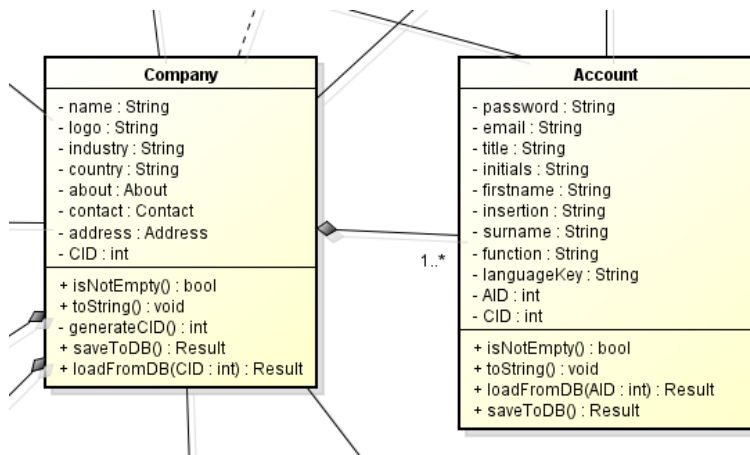 Company
- name : String
- logo : String
- industry : String
- country : String
- about : About
- contact : Contact
- address : Address
- CID : int
+ isNotEmpty() : bool
+ toString() : void
- generateCID() : int
+ saveToDB() : Result
+ loadFromDB(CID : int) : Result
1..*
Account
- password : String
- email : String
- title : String
- initials : String
- firstname : String
- insertion : String
- surname : String
- function : String
- languageKey : String
- AID : int
- CID : int
+ isNotEmpty() : bool
+ toString() : void
+ loadFromDB(AID : int) : Result
+ saveToDB() : Result